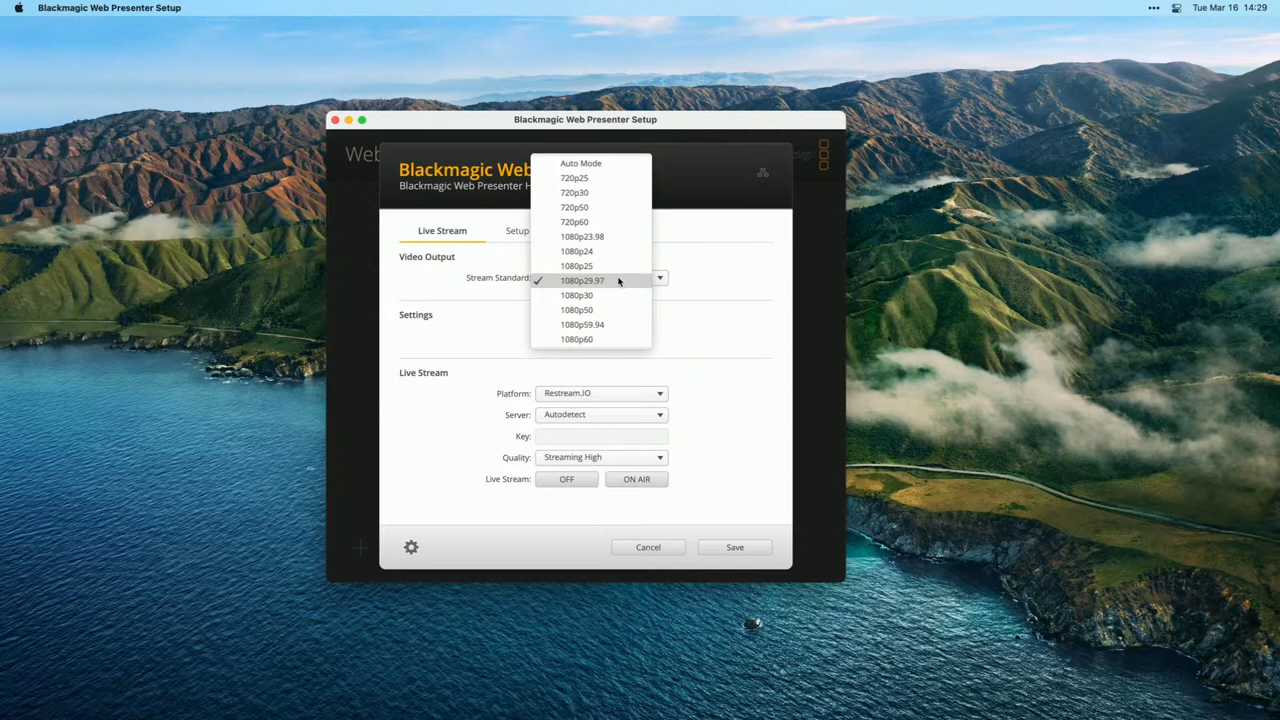 Blackmagic Web Presenter Setup
••• Tue Mar 16 14:29
Blackmagic Web Presenter Setup
Web
Blackmagic Web
Blackmagic Web Presenter H
Live Stream Setup
Video Output
Stream Standard:
Auto Mode
720p25
720p30
720p50
720p60
1080p23.98
1080p24
1080p25
✓ 1080p29.97
1080p30
1080p50
1080p59.94
1080p60
Settings
Live Stream
Platform: Restream.IO
Server: Autodetect
Key:
Quality: Streaming High
Live Stream: OFF ON AIR
Cancel Save